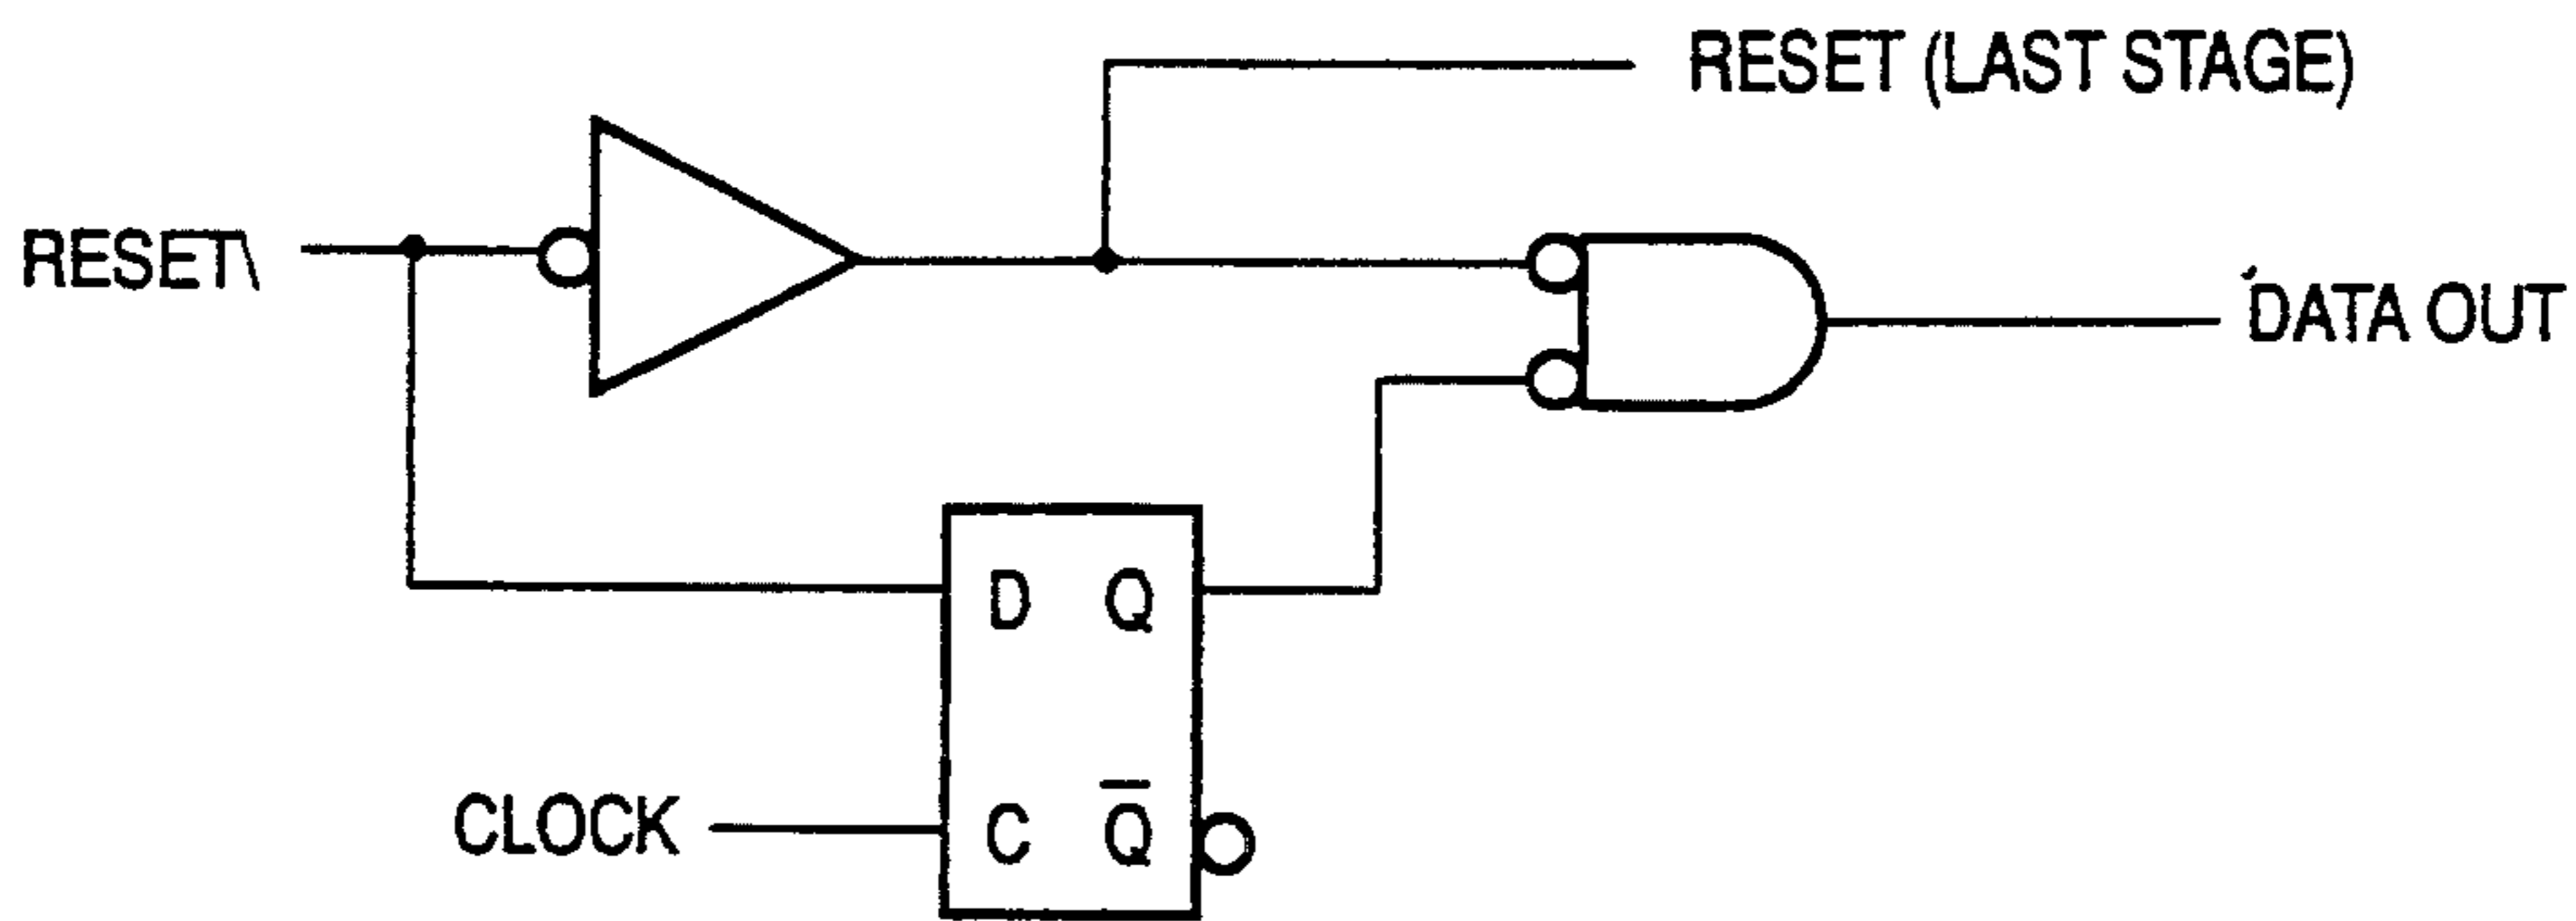 RESET (LAST STAGE)
RESET\
DATA OUT
D Q
CLOCK
C Q̅